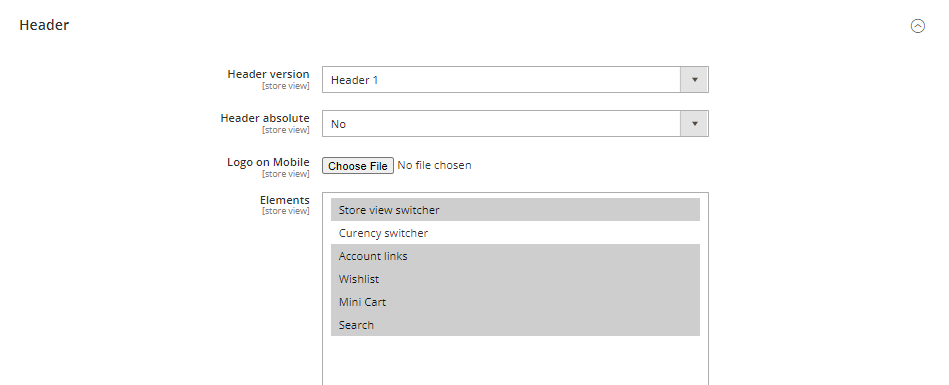 Header
Header version
[store view]
Header 1
Header absolute
[store view]
No
Logo on Mobile
[store view]
Choose File No file chosen
Elements
[store view]
Store view switcher
Curency switcher
Account links
Wishlist
Mini Cart
Search